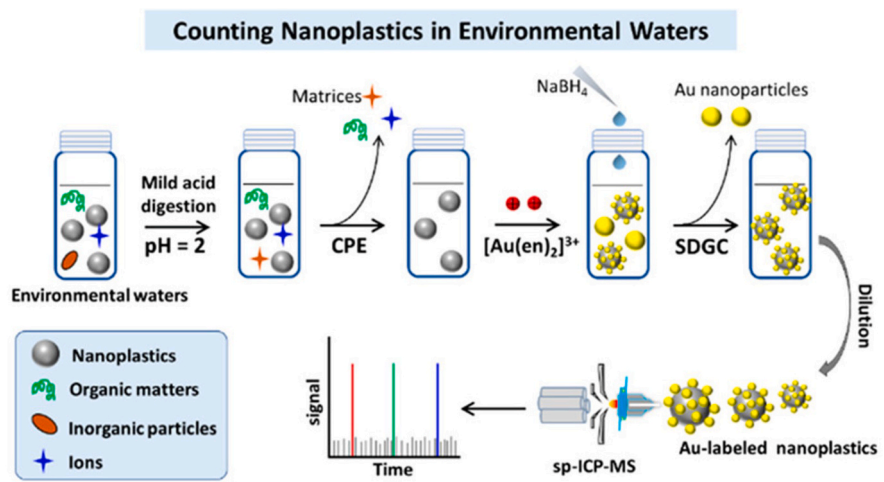 Counting Nanoplastics in Environmental Waters
Matrices
NaBH₄
Au nanoparticles
Mild acid
digestion
pH = 2
CPE
[Au(en)₂]³⁺
SDGC
Environmental waters
Dilution
Nanoplastics
Organic matters
Inorganic particles
Ions
signal
Time
sp-ICP-MS
Au-labeled nanoplastics